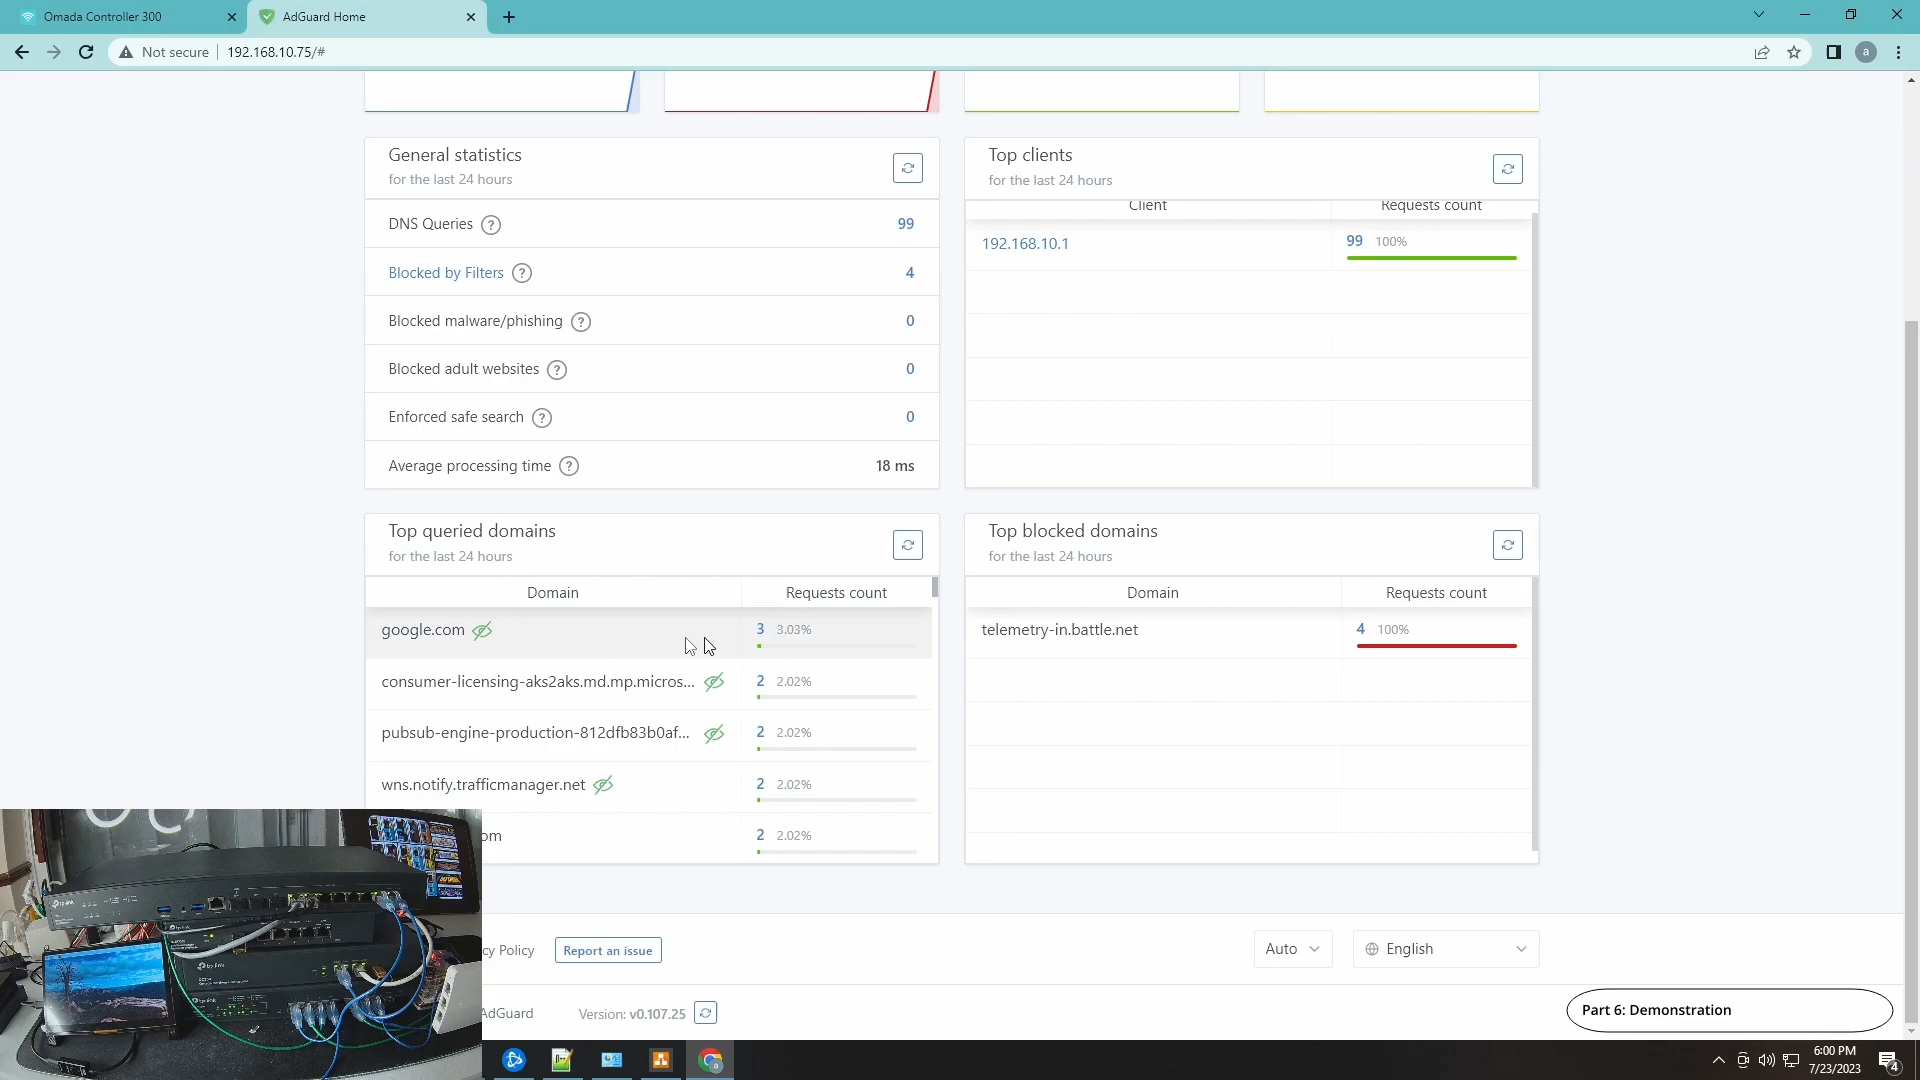 Omada Controller 300
AdGuard Home
Not secure
192.168.10.75/#
a
General statistics
for the last 24 hours
DNS Queries ? 99
Blocked by Filters ? 4
Blocked malware/phishing ? 0
Blocked adult websites ? 0
Enforced safe search ? 0
Average processing time ? 18 ms
Top clients
for the last 24 hours
Client Requests count
192.168.10.1 99 100%
Top queried domains
for the last 24 hours
Domain Requests count
google.com 3 3.03%
consumer-licensing-aks2aks.md.mp.micros... 2 2.02%
pubsub-engine-production-812dfb83b0af... 2 2.02%
wns.notify.trafficmanager.net 2 2.02%
om 2 2.02%
Top blocked domains
for the last 24 hours
Domain Requests count
telemetry-in.battle.net 4 100%
cy Policy
Report an issue
Auto
English
AdGuard
Version: v0.107.25
Part 6: Demonstration
tp-link
6:00 PM
7/23/2023
4